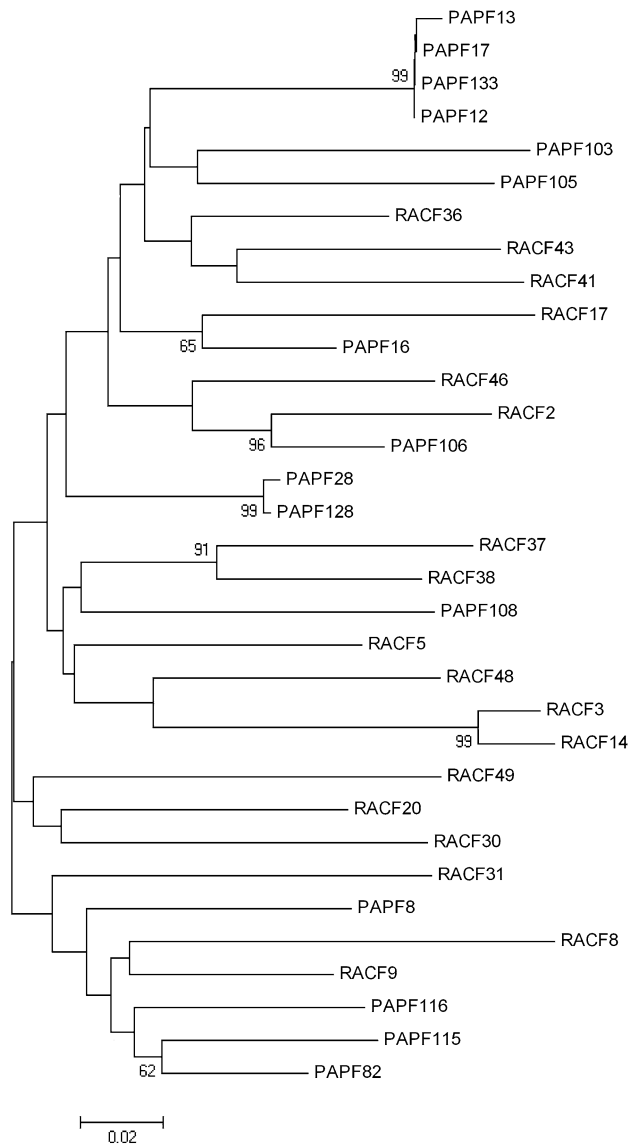 PAPF13
PAPF17
99
PAPF133
PAPF12
PAPF103
PAPF105
RACF36
RACF43
RACF41
RACF17
65
PAPF16
RACF46
RACF2
96
PAPF106
PAPF28
99
PAPF128
91
RACF37
RACF38
PAPF108
RACF5
RACF48
RACF3
99
RACF14
RACF49
RACF20
RACF30
RACF31
PAPF8
RACF8
RACF9
PAPF116
PAPF115
62
PAPF82
0.02